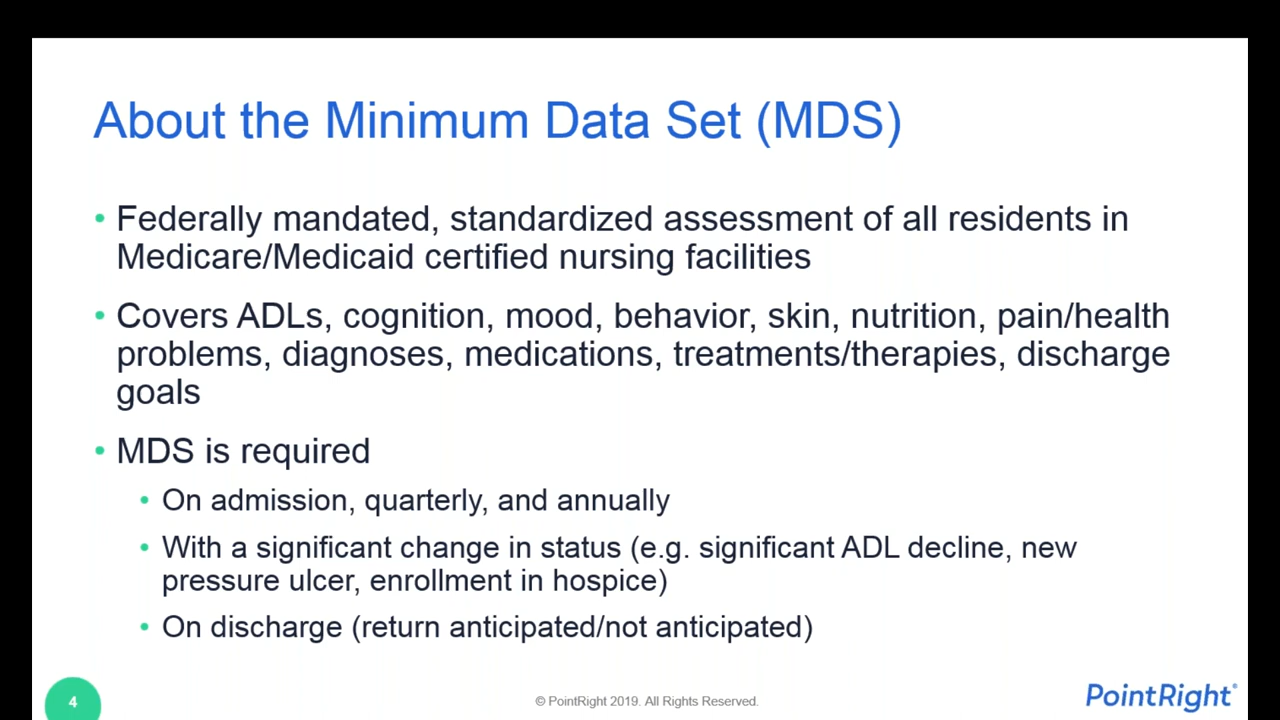 About the Minimum Data Set (MDS)
• Federally mandated, standardized assessment of all residents in
Medicare/Medicaid certified nursing facilities
• Covers ADLs, cognition, mood, behavior, skin, nutrition, pain/health
problems, diagnoses, medications, treatments/therapies, discharge
goals
• MDS is required
• On admission, quarterly, and annually
• With a significant change in status (e.g. significant ADL decline, new
pressure ulcer, enrollment in hospice)
• On discharge (return anticipated/not anticipated)
4
© PointRight 2019. All Rights Reserved.
PointRight®